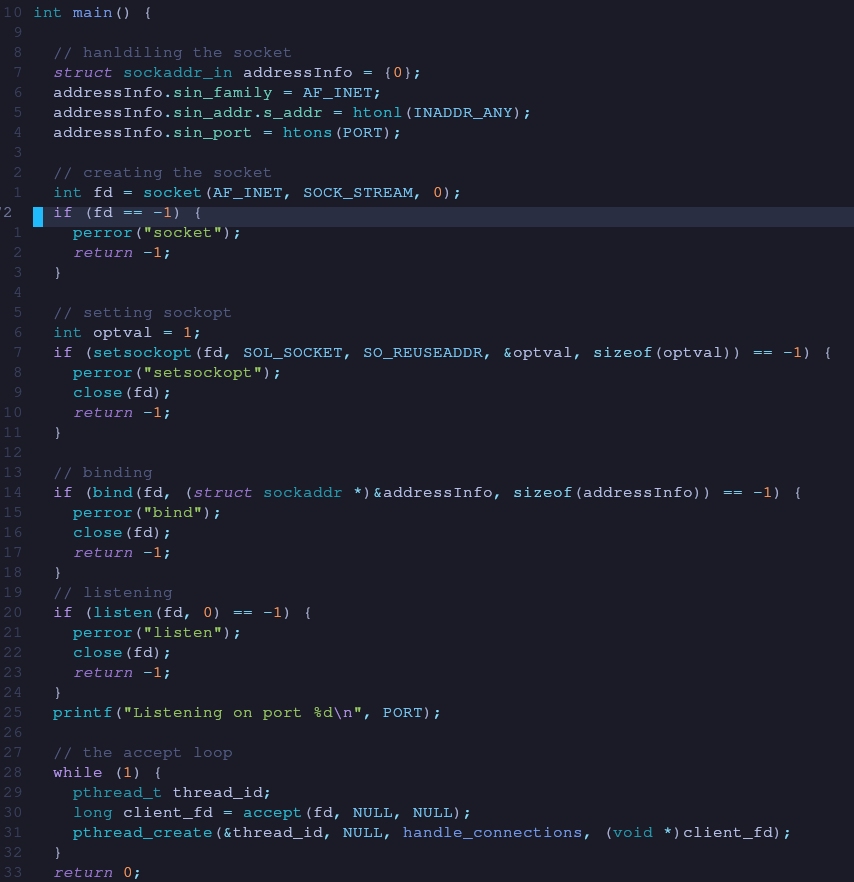 10 int main() {
9
8 // hanldiling the socket
7 struct sockaddr_in addressInfo = {0};
6 addressInfo.sin_family = AF_INET;
5 addressInfo.sin_addr.s_addr = htonl(INADDR_ANY);
4 addressInfo.sin_port = htons(PORT);
3
2 // creating the socket
1 int fd = socket(AF_INET, SOCK_STREAM, 0);
2 if (fd == -1) {
1 perror("socket");
2 return -1;
3 }
4
5 // setting sockopt
6 int optval = 1;
7 if (setsockopt(fd, SOL_SOCKET, SO_REUSEADDR, &optval, sizeof(optval)) == -1) {
8 perror("setsockopt");
9 close(fd);
10 return -1;
11 }
12
13 // binding
14 if (bind(fd, (struct sockaddr *)&addressInfo, sizeof(addressInfo)) == -1) {
15 perror("bind");
16 close(fd);
17 return -1;
18 }
19 // listening
20 if (listen(fd, 0) == -1) {
21 perror("listen");
22 close(fd);
23 return -1;
24 }
25 printf("Listening on port %d\n", PORT);
26
27 // the accept loop
28 while (1) {
29 pthread_t thread_id;
30 long client_fd = accept(fd, NULL, NULL);
31 pthread_create(&thread_id, NULL, handle_connections, (void *)client_fd);
32 }
33 return 0;